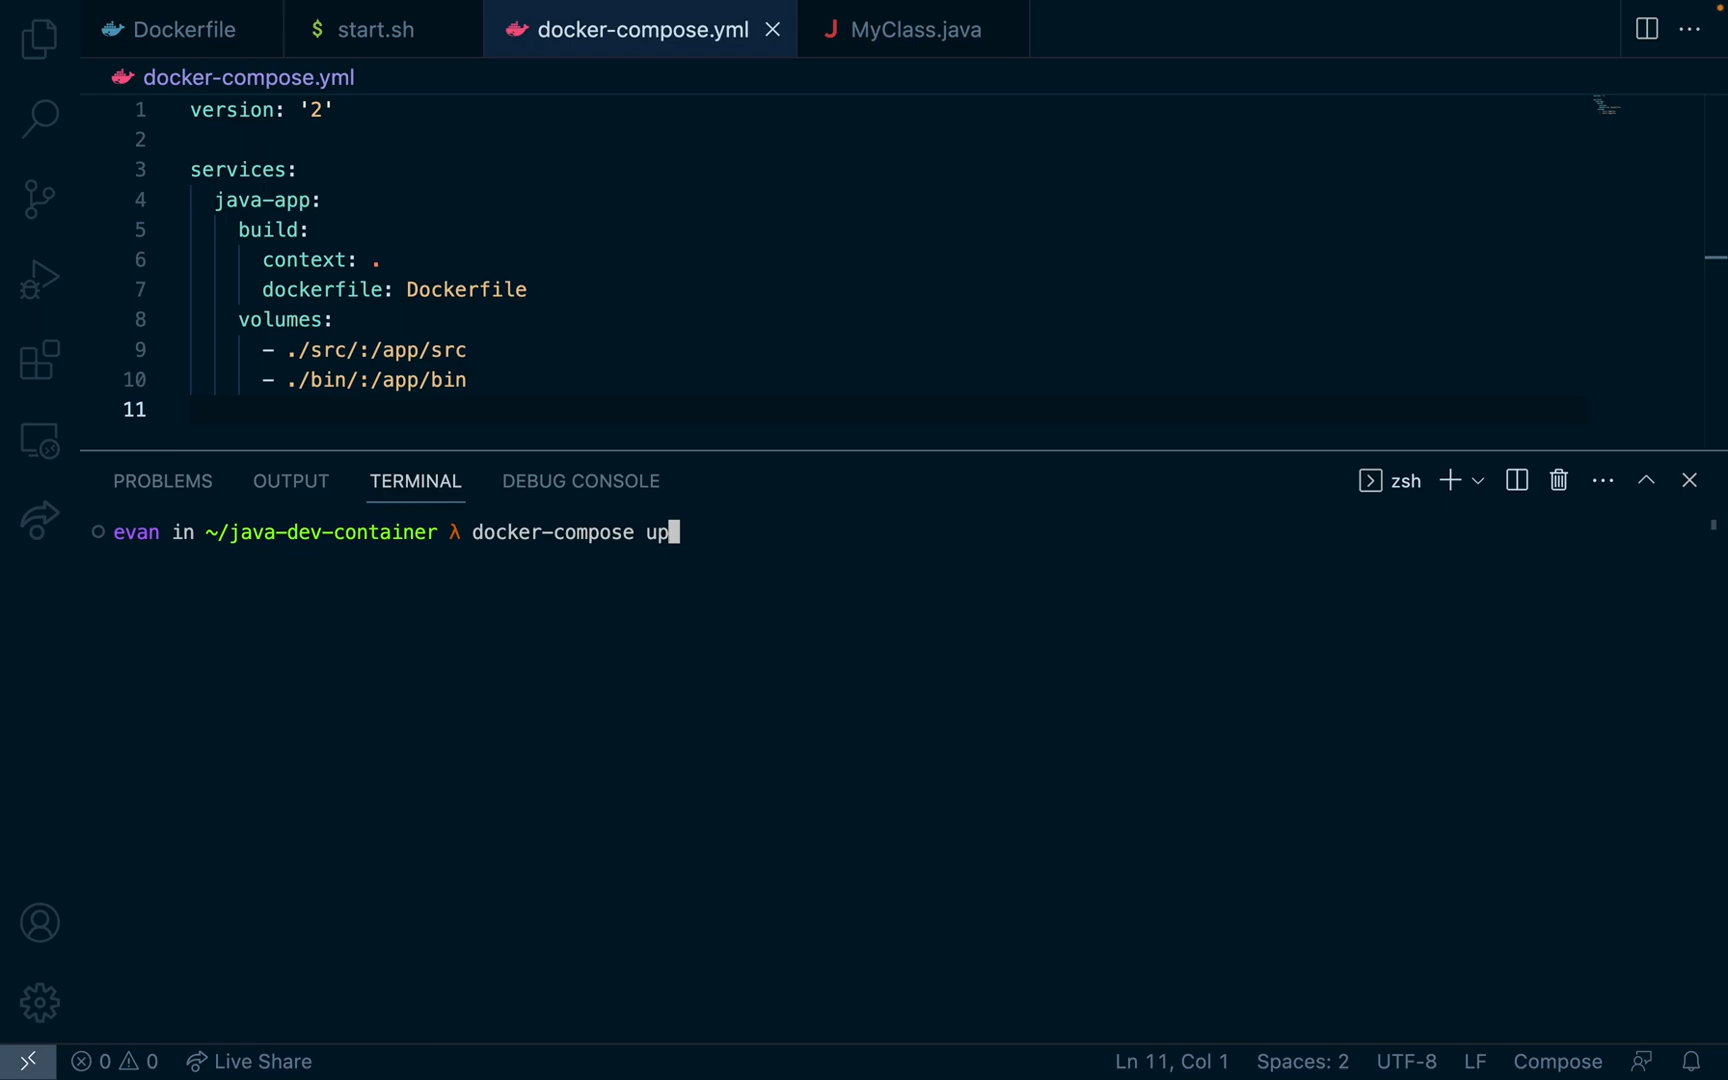 Dockerfile
$ start.sh
docker-compose.yml
J MyClass.java
docker-compose.yml
1 version: '2'
2
3 services:
4 java-app:
5 build:
6 context: .
7 dockerfile: Dockerfile
8 volumes:
9 - ./src/:/app/src
10 - ./bin/:/app/bin
11
PROBLEMS OUTPUT TERMINAL DEBUG CONSOLE
zsh
evan in ~/java-dev-container λ docker-compose up
0 0 Live Share Ln 11, Col 1 Spaces: 2 UTF-8 LF Compose